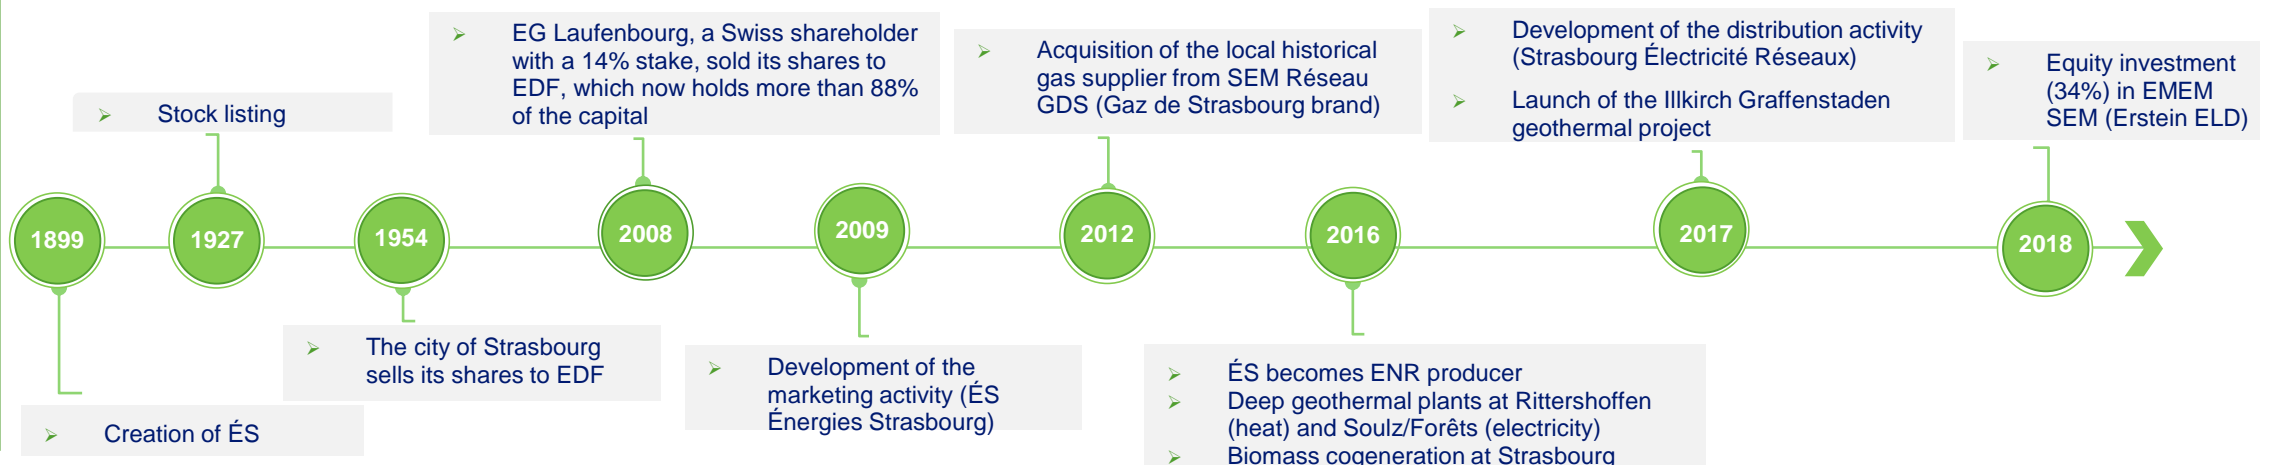 1899
Creation of ÉS
1927
Stock listing
1954
The city of Strasbourg
sells its shares to EDF
2008
EG Laufenbourg, a Swiss shareholder
with a 14% stake, sold its shares to
EDF, which now holds more than 88%
of the capital
2009
Development of the
marketing activity (ÉS
Énergies Strasbourg)
2012
Acquisition of the local historical
gas supplier from SEM Réseau
GDS (Gaz de Strasbourg brand)
2016
ÉS becomes ENR producer
Deep geothermal plants at Rittershoffen
(heat) and Soulz/Forêts (electricity)
Biomass cogeneration at Strasbourg
2017
Development of the distribution activity
(Strasbourg Électricité Réseaux)
Launch of the Illkirch Graffenstaden
geothermal project
2018
Equity investment
(34%) in EMEM
SEM (Erstein ELD)